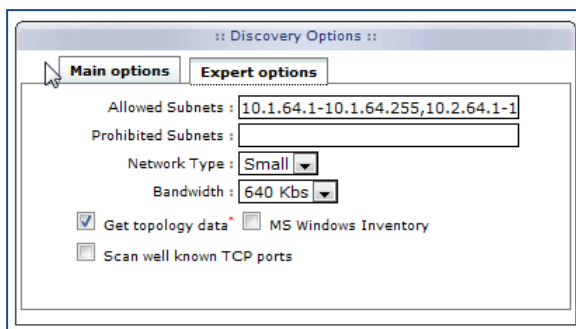 :: Discovery Options ::
Main options Expert options
Allowed Subnets : 10.1.64.1-10.1.64.255,10.2.64.1-1
Prohibited Subnets :
Network Type : Small
Bandwidth : 640 Kbs
Get topology data* MS Windows Inventory
Scan well known TCP ports